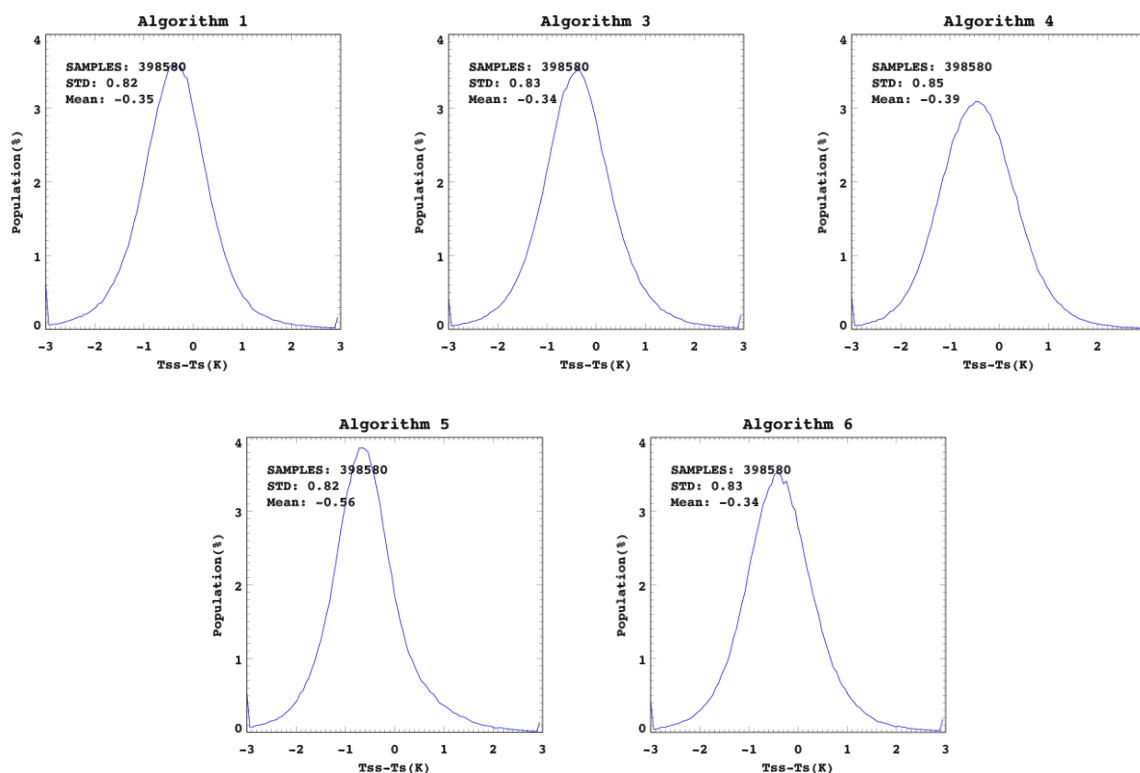 Algorithm 1
4
3
2
1
0
SAMPLES: 398580
STD: 0.82
Mean: -0.35
Population(%)
-3 -2 -1 0 1 2 3
Tss-Ts(K)
Algorithm 3
4
3
2
1
0
SAMPLES: 398580
STD: 0.83
Mean: -0.34
Population(%)
-3 -2 -1 0 1 2 3
Tss-Ts(K)
Algorithm 4
4
3
2
1
0
SAMPLES: 398580
STD: 0.85
Mean: -0.39
Population(%)
-3 -2 -1 0 1 2
Tss-Ts(K)
Algorithm 5
4
3
2
1
0
SAMPLES: 398580
STD: 0.82
Mean: -0.56
Population(%)
-3 -2 -1 0 1 2 3
Tss-Ts(K)
Algorithm 6
4
3
2
1
0
SAMPLES: 398580
STD: 0.83
Mean: -0.34
Population(%)
-3 -2 -1 0 1 2 3
Tss-Ts(K)